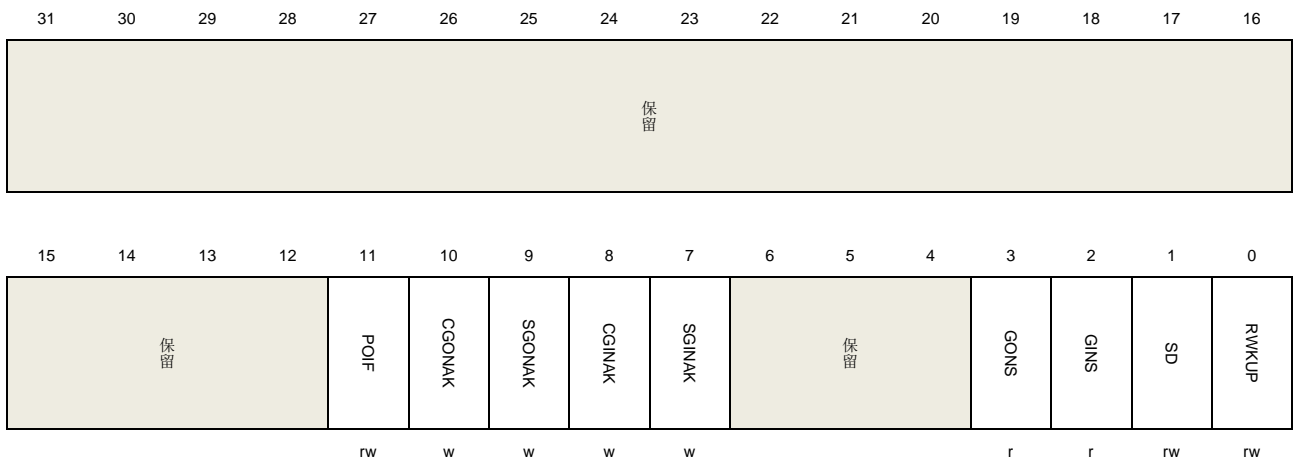 31 30 29 28 27 26 25 24 23 22 21 20 19 18 17 16
保留
15 14 13 12 11 10 9 8 7 6 5 4 3 2 1 0
保留 POIF CGONAK SGONAK CGINAK SGINAK 保留 GONS GINS SD RWKUP
rw w w w w r r rw rw